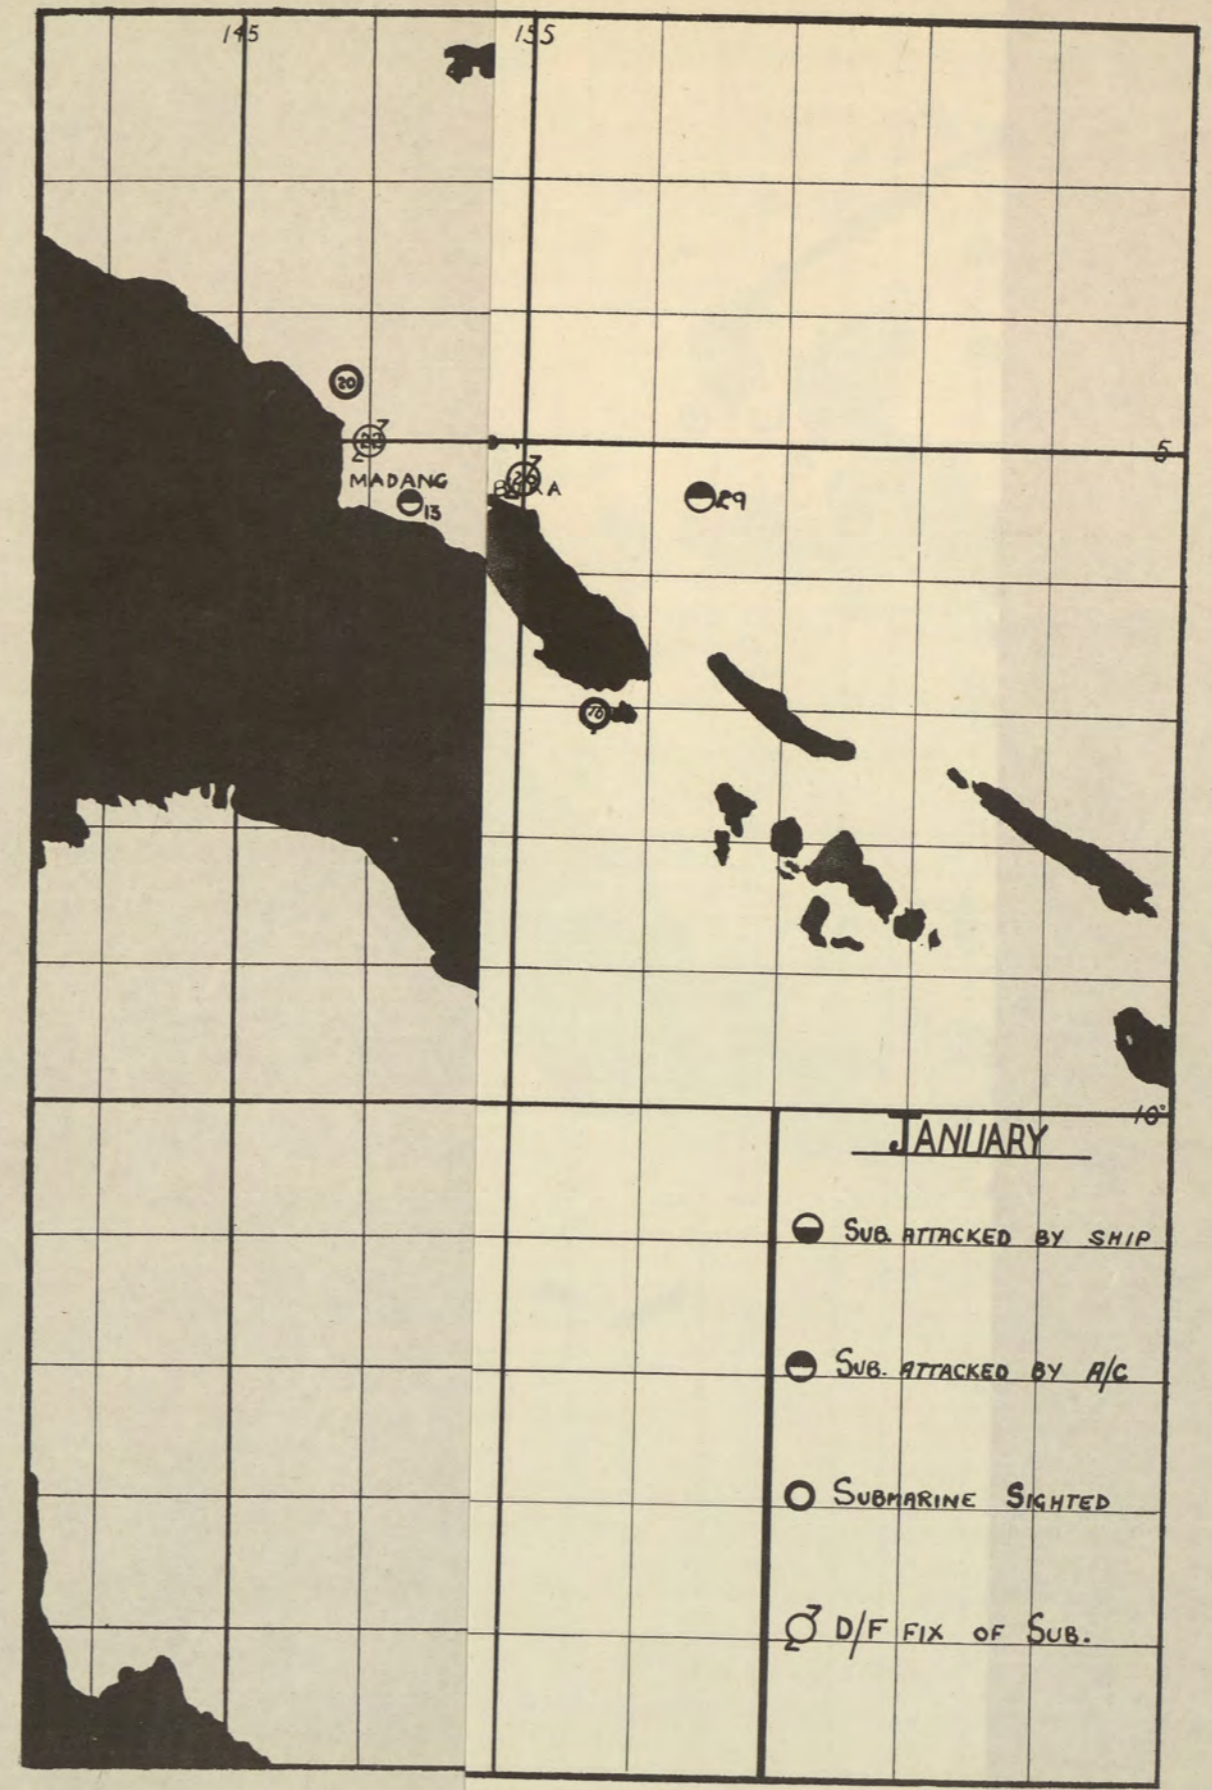 145
155
20
5
MADANG
13
29
10°
JANUARY
SUB. ATTACKED BY SHIP
SUB. ATTACKED BY A/C
SUBMARINE SIGHTED
D/F FIX OF SUB.